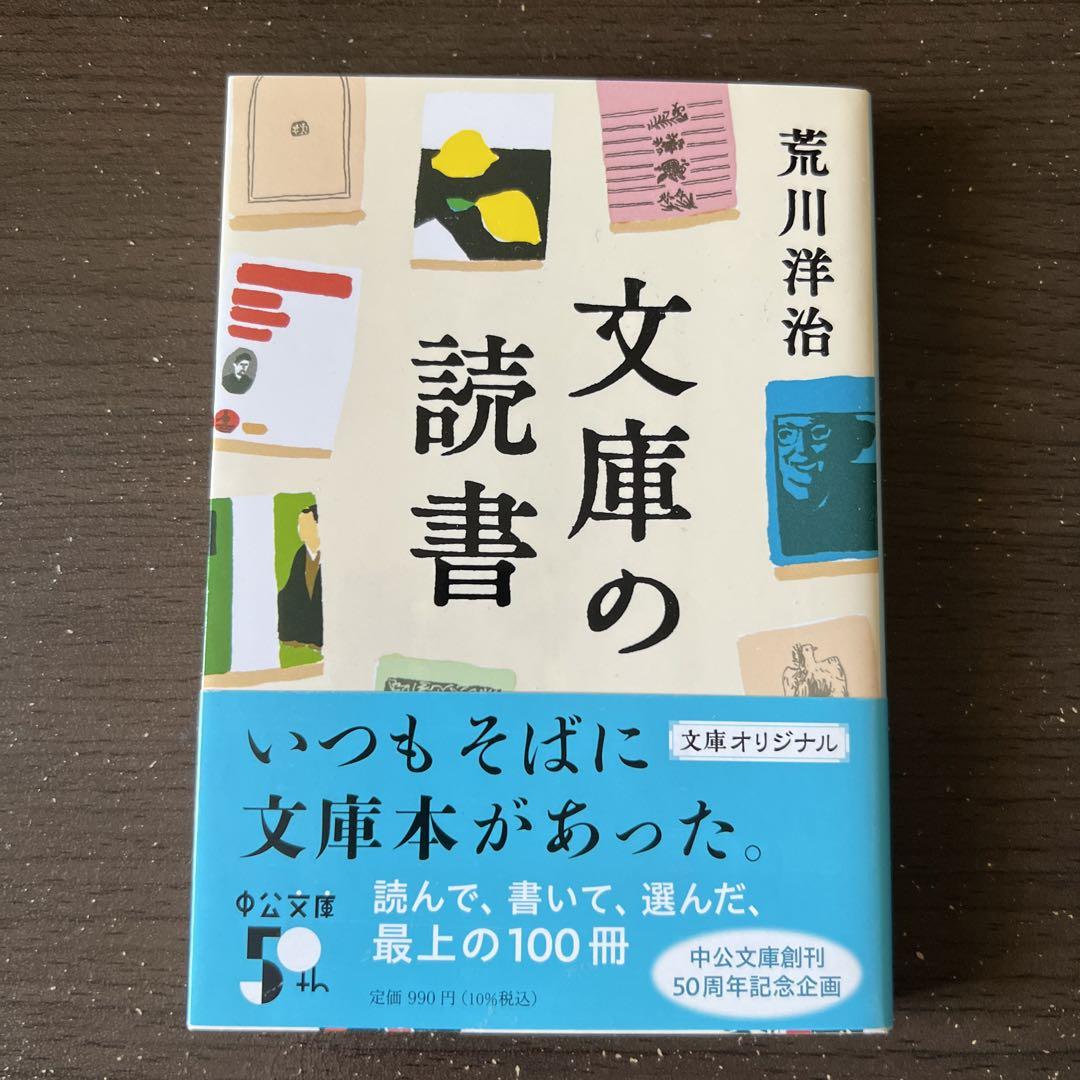 荒川洋治
文庫の
読書
いつもそばに
文庫本があった。
文庫オリジナル
中公文庫
50th
読んで、書いて、選んだ、
最上の100冊
定価 990円（10%税込）
中公文庫創刊
50周年記念企画